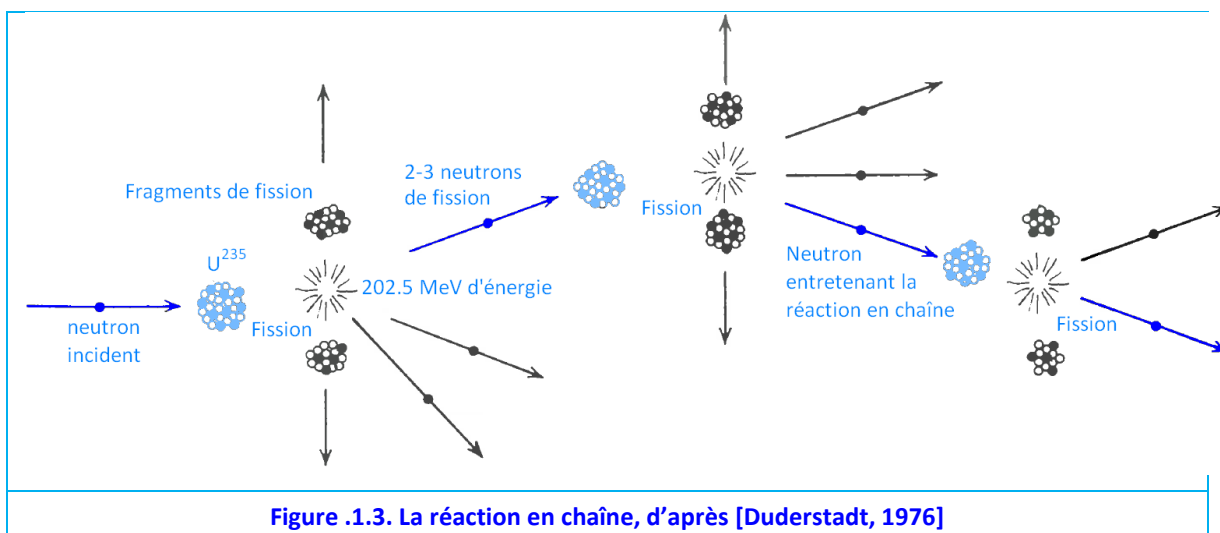 Fragments de fission
U²³⁵
neutron
incident
Fission
202.5 MeV d'énergie
2-3 neutrons
de fission
Fission
Neutron
entretenant la
réaction en chaîne
Fission
Figure .1.3. La réaction en chaîne, d’après [Duderstadt, 1976]